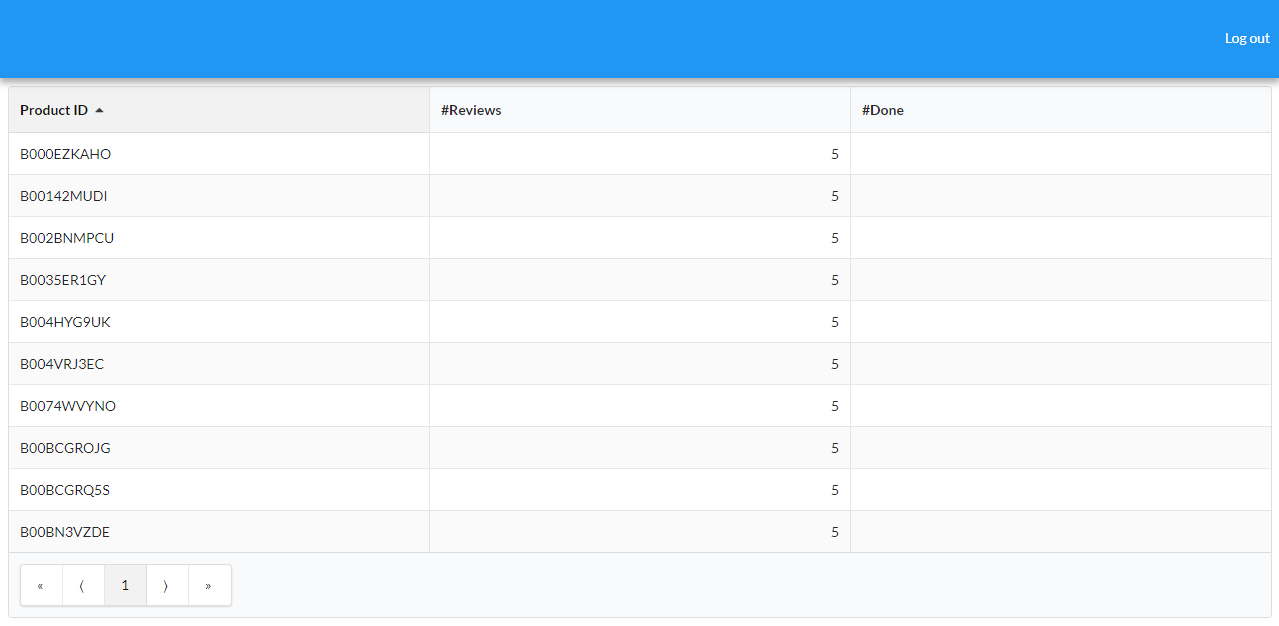 Log out
Product ID #Reviews #Done
B000EZKAHO 5
B00142MUDI 5
B002BNMPCU 5
B0035ER1GY 5
B004HYG9UK 5
B004VRJ3EC 5
B0074WVYNO 5
B00BCGROJG 5
B00BCGRQ5S 5
B00BN3VZDE 5
« ⟨ 1 ⟩ »